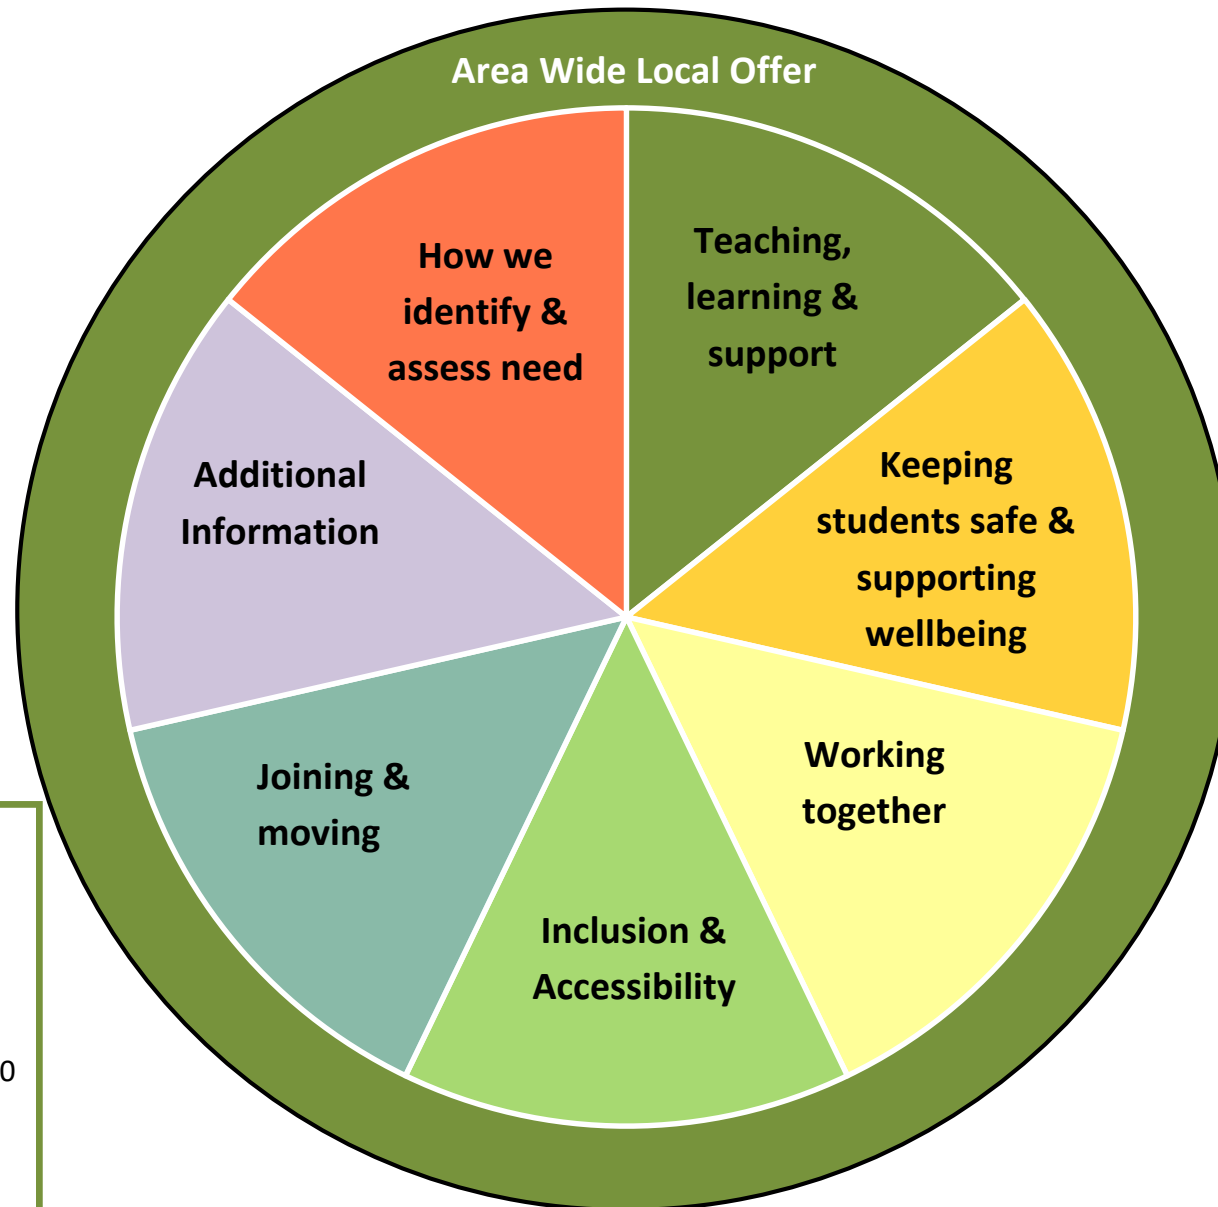 Area Wide Local Offer
How we
identify &
assess need
Teaching,
learning &
support
Keeping
students safe &
supporting
wellbeing
Working
together
Inclusion &
Accessibility
Joining &
moving
Additional
Information
0